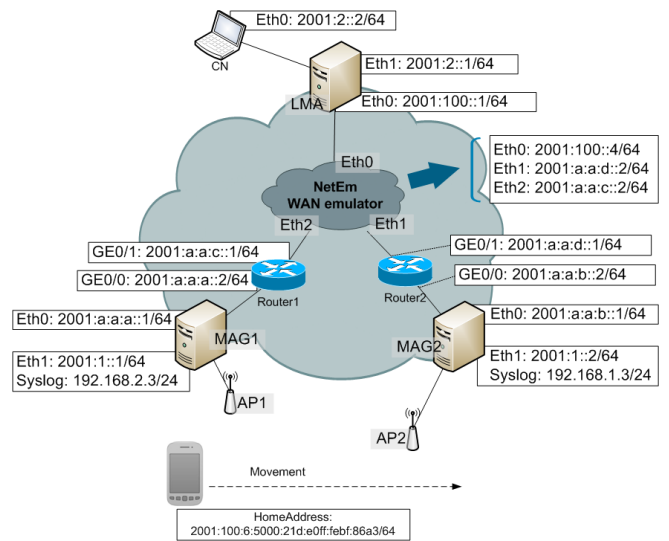 Eth0: 2001:2::2/64
CN
Eth1: 2001:2::1/64
LMA
Eth0: 2001:100::1/64
Eth0
Eth0: 2001:100::4/64
Eth1: 2001:a:a:d::2/64
Eth2: 2001:a:a:c::2/64
NetEm
WAN emulator
Eth2
Eth1
GE0/1: 2001:a:a:c::1/64
GE0/1: 2001:a:a:d::1/64
GE0/0: 2001:a:a:a::2/64
GE0/0: 2001:a:a:b::2/64
Router1
Router2
Eth0: 2001:a:a:a::1/64
Eth0: 2001:a:a:b::1/64
MAG1
MAG2
Eth1: 2001:1::1/64
Syslog: 192.168.2.3/24
Eth1: 2001:1::2/64
Syslog: 192.168.1.3/24
AP1
AP2
Movement
HomeAddress:
2001:100:6:5000:21d:e0ff:febf:86a3/64